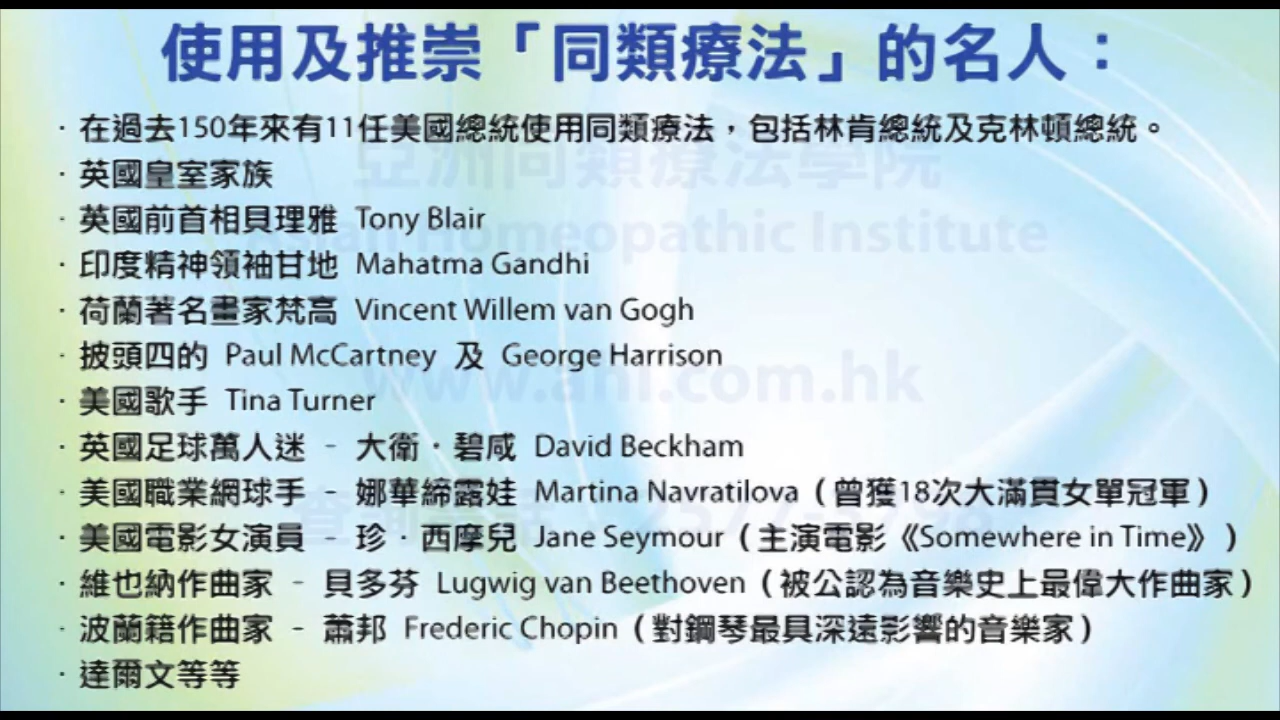 使用及推崇「同類療法」的名人：
· 在過去150年來有11任美國總統使用同類療法，包括林肯總統及克林頓總統。
亞洲同類療法學院
· 英國皇室家族
· 英國前首相貝理雅 Tony Blair
Asian Homeopathic Institute
· 印度精神領袖甘地 Mahatma Gandhi
· 荷蘭著名畫家梵高 Vincent Willem van Gogh
· 披頭四的 Paul McCartney 及 George Harrison
www.ahi.com.hk
· 美國歌手 Tina Turner
· 英國足球萬人迷 - 大衛·碧咸 David Beckham
· 美國職業網球手 - 娜華締露娃 Martina Navratilova（曾獲18次大滿貫女單冠軍）
· 美國電影女演員 - 珍·西摩兒 Jane Seymour（主演電影《Somewhere in Time》）
· 維也納作曲家 - 貝多芬 Lugwig van Beethoven（被公認為音樂史上最偉大作曲家）
· 波蘭籍作曲家 - 蕭邦 Frederic Chopin（對鋼琴最具深遠影響的音樂家）
· 達爾文等等